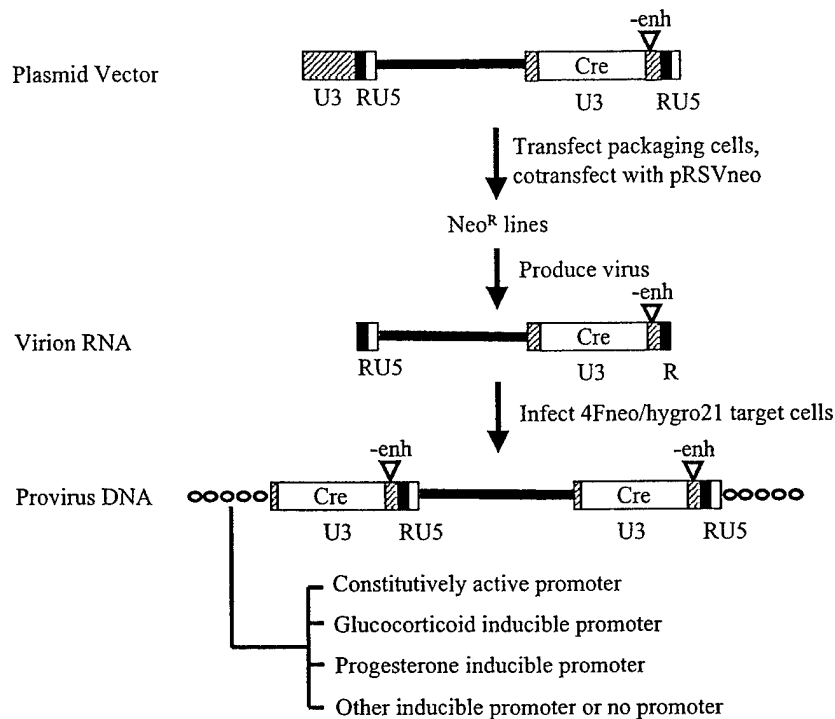 -enh
Plasmid Vector
Cre
U3 RU5 U3 RU5
Transfect packaging cells,
cotransfect with pRSVneo
Neoᴿ lines
Produce virus
-enh
Virion RNA
Cre
RU5 U3 R
Infect 4Fneo/hygro21 target cells
-enh -enh
Provirus DNA
Cre Cre
U3 RU5 U3 RU5
Constitutively active promoter
Glucocorticoid inducible promoter
Progesterone inducible promoter
Other inducible promoter or no promoter